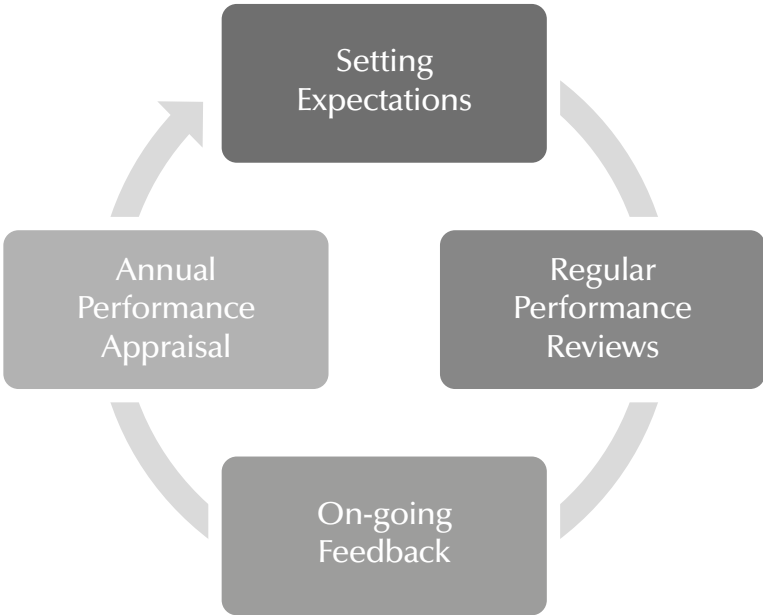 Setting
Expectations
Regular
Performance
Reviews
On-going
Feedback
Annual
Performance
Appraisal